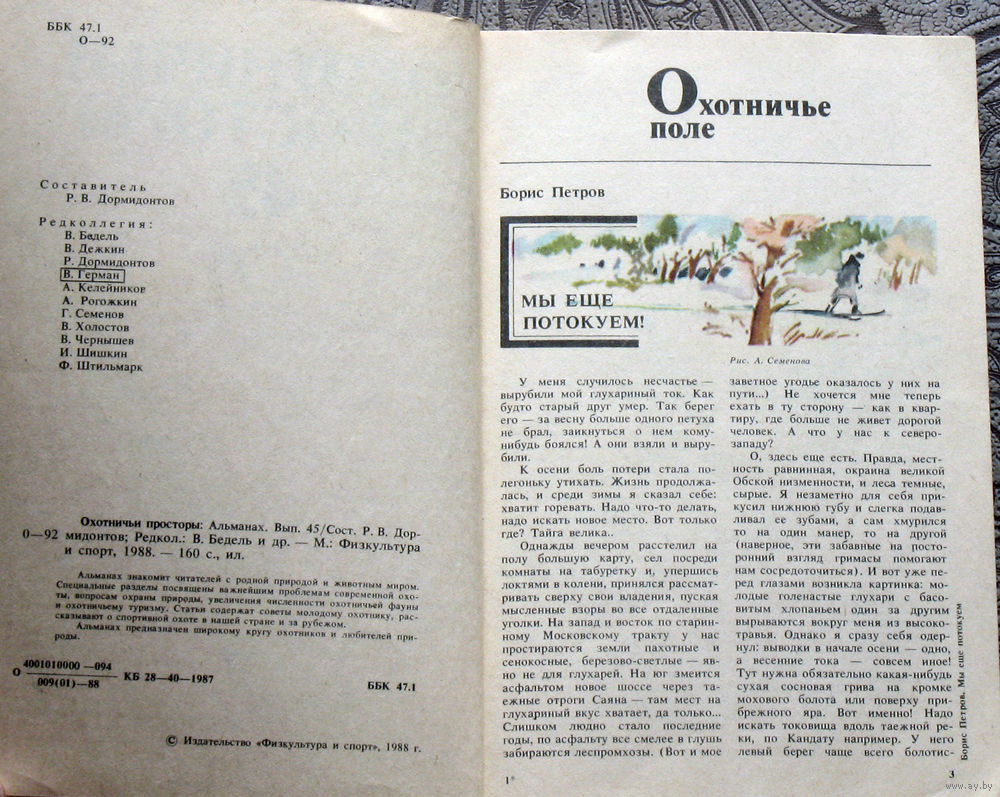 ББК 47.1
О—92
Составитель
Р. В. Дормидонтов
Редколлегия:
В. Бадель
В. Дежкин
Р. Дормидонтов
В. Герман
А. Келейников
А. Рогожкин
Г. Семенов
В. Холостов
В. Чернышев
И. Шишкин
Ф. Штильмарк
Охотничьи просторы: Альманах. Вып. 45/Сост. Р. В. Дор-
О—92 мидонтов; Редкол.: В. Бедель и др. — М.: Физкультура
и спорт, 1988. — 160 с., ил.
Альманах знакомит читателей с родной природой и животным миром.
Специальные разделы посвящены важнейшим проблемам современной охо-
ты, вопросам охраны природы, увеличения численности охотничьей фауны
и охотничьему туризму. Статьи содержат советы молодому охотнику, рас-
сказывают о спортивной охоте в нашей стране и за рубежом.
Альманах предназначен широкому кругу охотников и любителей при-
роды.
О 4001010000—094
009(01)—88 КБ 28—40—1987
ББК 47.1
© Издательство «Физкультура и спорт», 1988 г.
Охотничье
поле
Борис Петров
МЫ ЕЩЕ
ПОТОКУЕМ!
Рис. А. Семенова
У меня случилось несчастье —
вырубили мой глухариный ток. Как
будто старый друг умер. Так берег
его — за весну больше одного петуха
не брал, заикнуться о нем кому-
нибудь боялся! А они взяли и выру-
били.
К осени боль потери стала по-
легоньку утихать. Жизнь продолжа-
лась, и среди зимы я сказал себе:
хватит горевать. Надо что-то делать,
надо искать новое место. Вот только
где? Тайга велика..
Однажды вечером расстелил на
полу большую карту, сел посреди
комнаты на табуретку и, упершись
локтями в колени, принялся рассмат-
ривать сверху свои владения, пуская
мысленные взоры во все отдаленные
уголки. На запад и восток по старин-
ному Московскому тракту у нас
простираются земли пахотные и
сенокосные, березово-светлые — яв-
но не для глухарей. На юг змеится
асфальтом новое шоссе через та-
ежные отроги Саяна — там мест на
глухариный вкус хватает, да только...
Слишком людно стало последние
годы, по асфальту все смелее в глушь
забираются леспромхозы. (Вот и мое
заветное угодье оказалось у них на
пути...) Не хочется мне теперь
ехать в ту сторону — как в квар-
тиру, где больше не живет дорогой
человек. А что у нас к северо-
западу?
О, здесь еще есть. Правда, мест-
ность равнинная, окраина великой
Обской низменности, и леса темные,
сырые. Я незаметно для себя при-
кусил нижнюю губу и слегка подав-
ливал ее зубами, а сам хмурился
то на один манер, то на другой
(наверное, эти забавные на посто-
ронний взгляд гримасы помогают
нам сосредоточиться). И вот уже пе-
ред глазами возникла картинка: мо-
лодые голенастые глухари с басо-
витым хлопаньем один за другим
вырываются вокруг меня из высоко-
травья. Однако я сразу себя одер-
нул: выводки в начале осени — одно,
а весенние тока — совсем иное!
Тут нужна обязательно какая-нибудь
сухая сосновая грива на кромке
мохового болота или поверху при-
брежного яра. Вот именно! Надо
искать токовища вдоль таежной ре-
ки, по Кандату например. У него
левый берег чаще всего болотис-
Борис Петров. Мы еще потокуем
1*
3
www.ay.by